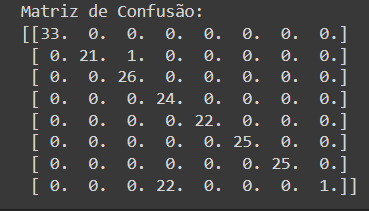 Matriz de Confusão:
[[33.  0.  0.  0.  0.  0.  0.  0.]
 [ 0. 21.  1.  0.  0.  0.  0.  0.]
 [ 0.  0. 26.  0.  0.  0.  0.  0.]
 [ 0.  0.  0. 24.  0.  0.  0.  0.]
 [ 0.  0.  0.  0. 22.  0.  0.  0.]
 [ 0.  0.  0.  0.  0. 25.  0.  0.]
 [ 0.  0.  0.  0.  0.  0. 25.  0.]
 [ 0.  0.  0. 22.  0.  0.  0.  1.]]